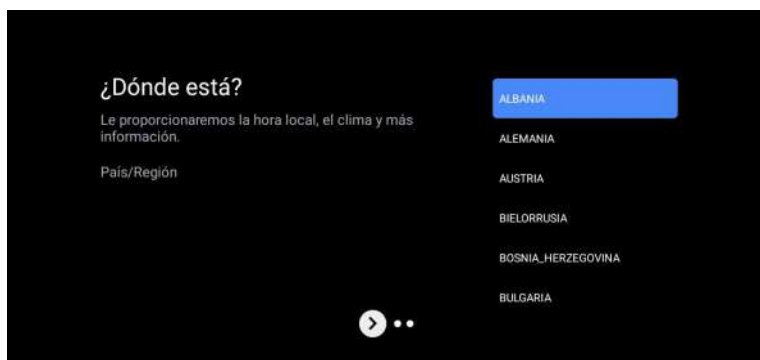 ¿Dónde está?
Le proporcionaremos la hora local, el clima y más
información.
País/Región
ALBANIA
ALEMANIA
AUSTRIA
BIELORRUSIA
BOSNIA_HERZEGOVINA
BULGARIA